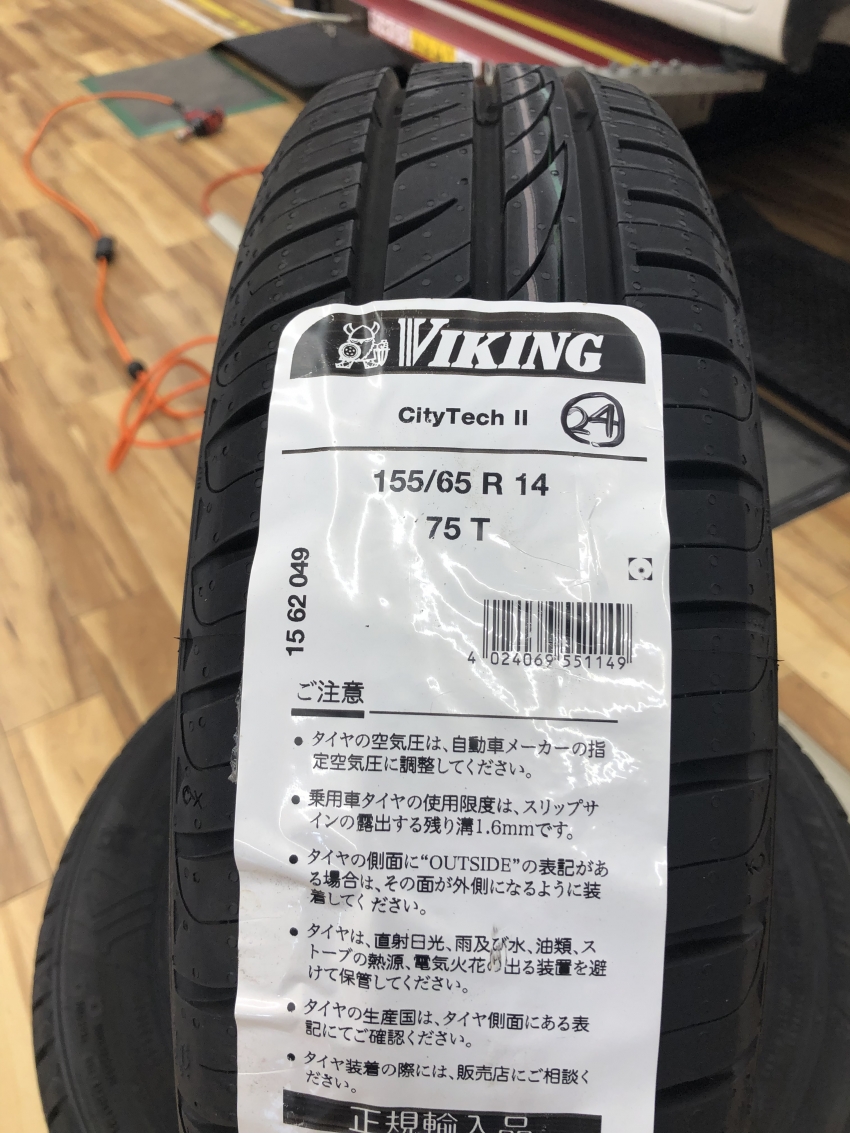 VIKING
CityTech II
24
155/65 R 14
75 T
15 62 049
4 024069 551149
ご注意
● タイヤの空気圧は、自動車メーカーの指
定空気圧に調整してください。
● 乗用車タイヤの使用限度は、スリップサ
インの露出する残り溝1.6mmです。
● タイヤの側面に“OUTSIDE”の表記があ
る場合は、その面が外側になるように装
着してください。
● タイヤは、直射日光、雨及び水、油類、ス
トーブの熱源、電気火花の出る装置を避
けて保管してください。
● タイヤの生産国は、タイヤ側面にある表
記にてご確認ください。
● タイヤ装着の際には、販売店にご相談く
ださい。
正規輸入品